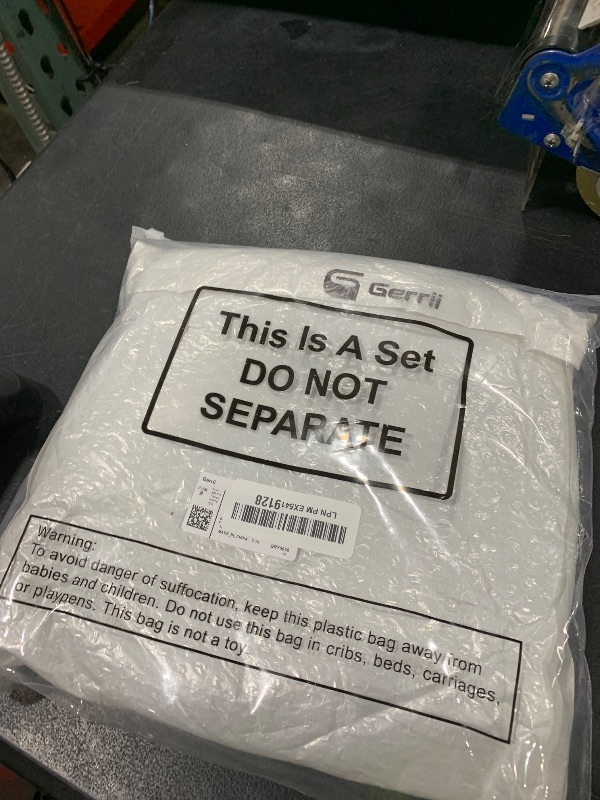 Gerrii
This Is A Set
DO NOT
SEPARATE
LPN PM EX5419128
Warning:
To avoid danger of suffocation, keep this plastic bag away from
babies and children. Do not use this bag in cribs, beds, carriages,
or playpens. This bag is not a toy.